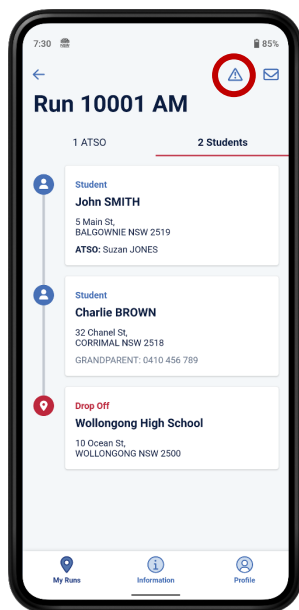 7:30
85%
Run 10001 AM
1 ATSO
2 Students
Student
John SMITH
5 Main St,
BALGOWNIE NSW 2519
ATSO: Suzan JONES
Student
Charlie BROWN
32 Chanel St,
CORRIMAL NSW 2518
GRANDPARENT: 0410 456 789
Drop Off
Wollongong High School
10 Ocean St,
WOLLONGONG NSW 2500
My Runs
Information
Profile